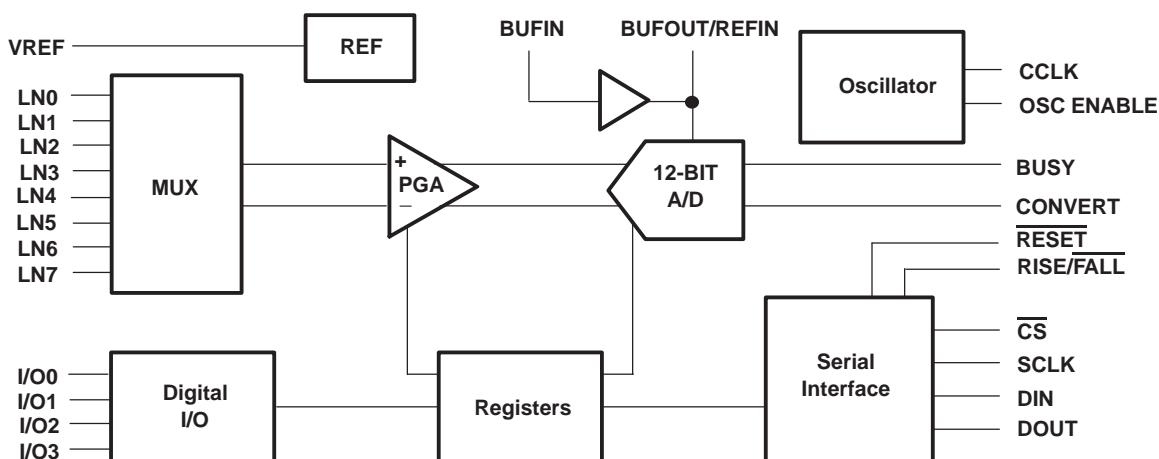 VREF
REF
BUFIN
BUFOUT/REFIN
Oscillator
CCLK
OSC ENABLE
LN0
LN1
LN2
LN3
LN4
LN5
LN6
LN7
MUX
+
PGA
–
12-BIT
A/D
BUSY
CONVERT
RESET
RISE/FALL
I/O0
I/O1
I/O2
I/O3
Digital
I/O
Registers
Serial
Interface
CS
SCLK
DIN
DOUT